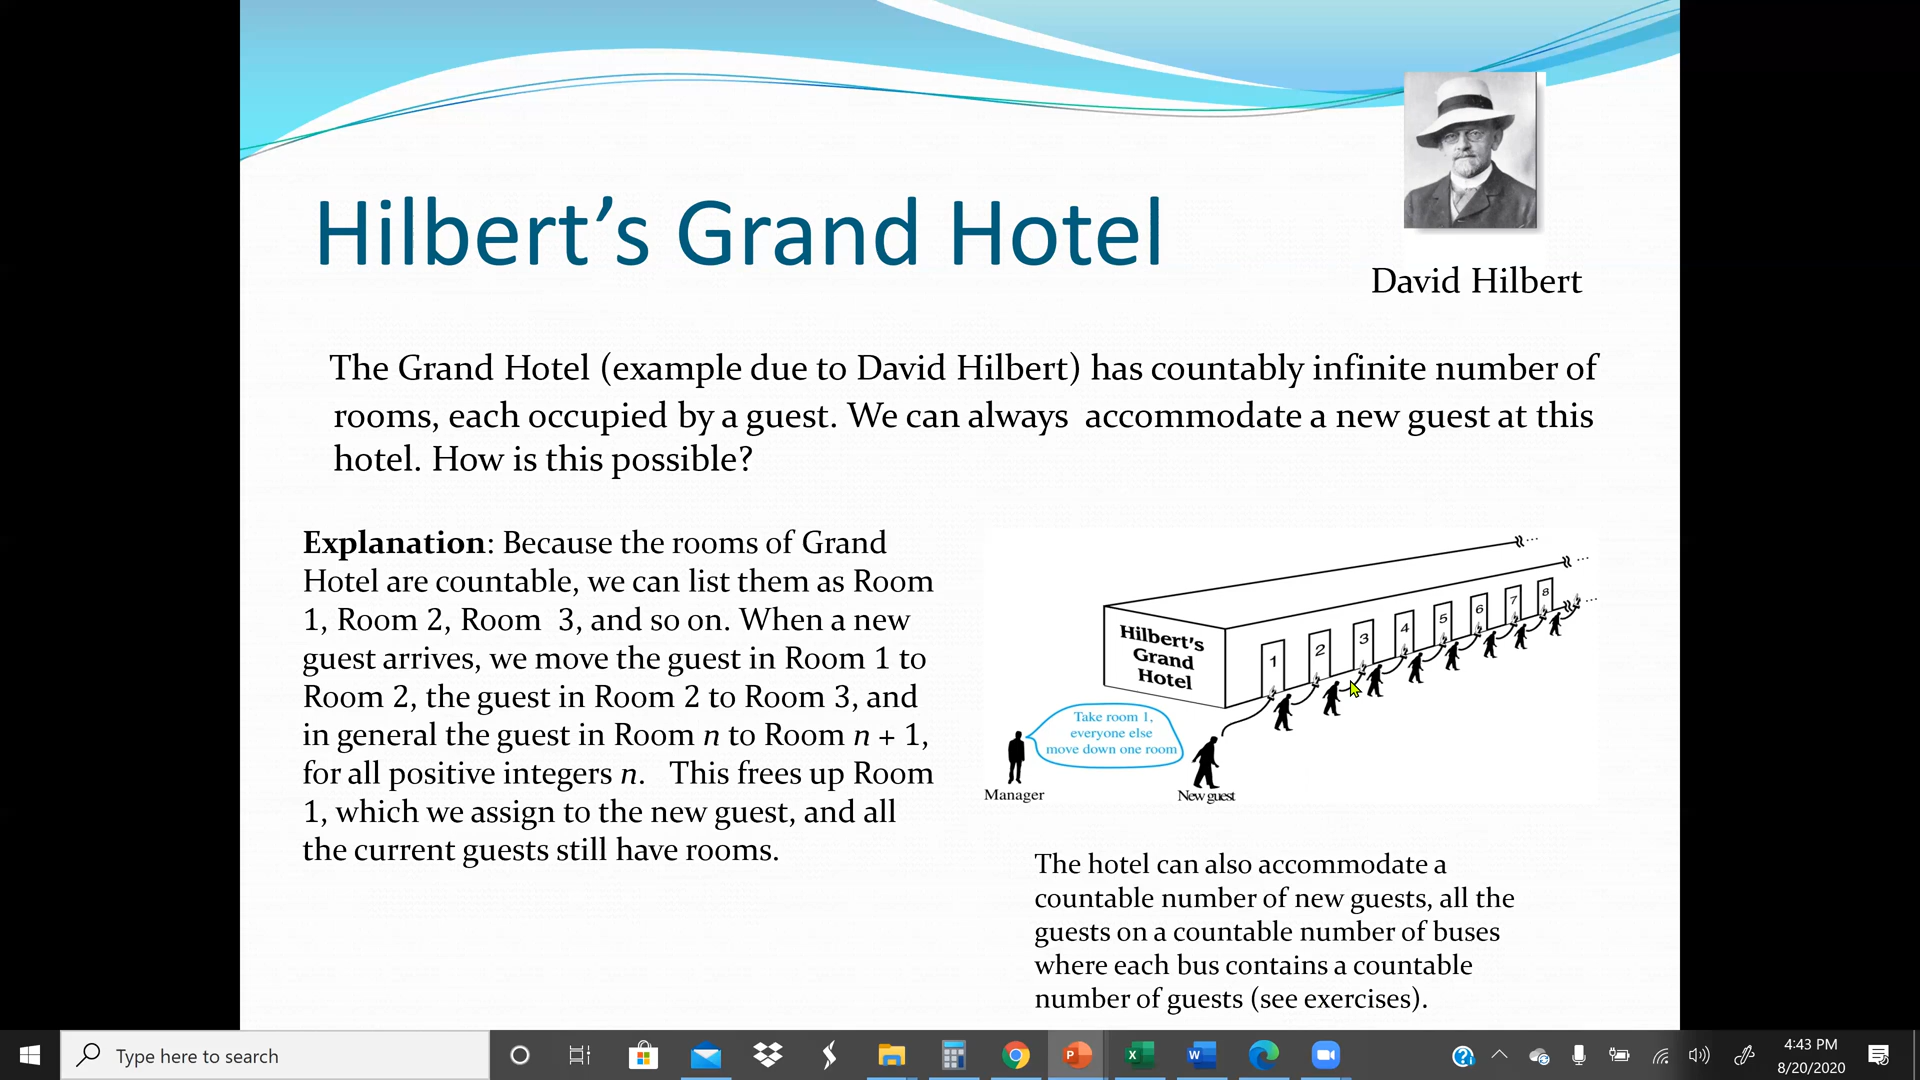 Hilbert’s Grand Hotel
David Hilbert
The Grand Hotel (example due to David Hilbert) has countably infinite number of
rooms, each occupied by a guest. We can always  accommodate a new guest at this
hotel. How is this possible?
Explanation: Because the rooms of Grand
Hotel are countable, we can list them as Room
1, Room 2, Room  3, and so on. When a new
guest arrives, we move the guest in Room 1 to
Room 2, the guest in Room 2 to Room 3, and
in general the guest in Room n to Room n + 1,
for all positive integers n.   This frees up Room
1, which we assign to the new guest, and all
the current guests still have rooms.
Hilbert's
Grand
Hotel
1 2 3 4 5 6 7 8
Take room 1,
everyone else
move down one room
Manager
New guest
The hotel can also accommodate a
countable number of new guests, all the
guests on a countable number of buses
where each bus contains a countable
number of guests (see exercises).
Type here to search
4:43 PM
8/20/2020